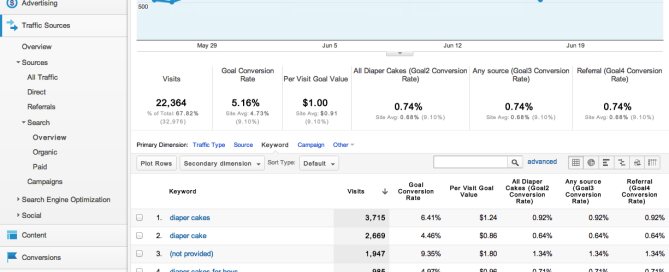 Advertising
Traffic Sources
Overview
Sources
All Traffic
Direct
Referrals
Search
Overview
Organic
Paid
Campaigns
Search Engine Optimization
Social
Content
Conversions
500
May 29 Jun 5 Jun 12 Jun 19
Visits
22,364
% of Total: 67.82%
(32,976)
Goal Conversion
Rate
5.16%
Site Avg: 4.73%
(9.10%)
Per Visit Goal Value
$1.00
Site Avg: $0.91
(9.10%)
All Diaper Cakes (Goal2 Conversion
Rate)
0.74%
Site Avg: 0.68% (9.10%)
Any source (Goal3 Conversion
Rate)
0.74%
Site Avg: 0.68% (9.10%)
Referral (Goal4 Conversion
Rate)
0.74%
Site Avg: 0.68% (9.10%)
Primary Dimension: Traffic Type Source Keyword Campaign Other
Plot Rows Secondary dimension Sort Type: Default advanced
Keyword
Visits
Goal
Conversion
Rate
Per Visit Goal
Value
All Diaper
Cakes (Goal2
Conversion
Rate)
Any source
(Goal3
Conversion
Rate)
Referral
(Goal4
Conversion
Rate)
1. diaper cakes 3,715 6.41% $1.24 0.92% 0.92% 0.92%
2. diaper cake 2,669 4.46% $0.86 0.64% 0.64% 0.64%
3. (not provided) 1,947 9.35% $1.80 1.34% 1.34% 1.34%
4. diaper cakes for boys 985 4.97% $0.96 0.71% 0.71% 0.71%